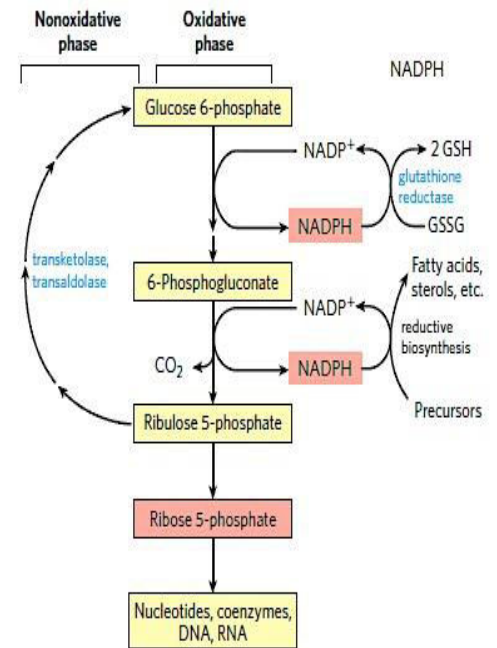 Nonoxidative
phase
Oxidative
phase
NADPH
Glucose 6-phosphate
NADP+
2 GSH
glutathione
reductase
NADPH
GSSG
transketolase,
transaldolase
6-Phosphogluconate
Fatty acids,
sterols, etc.
NADP+
reductive
biosynthesis
CO2
NADPH
Precursors
Ribulose 5-phosphate
Ribose 5-phosphate
Nucleotides, coenzymes,
DNA, RNA